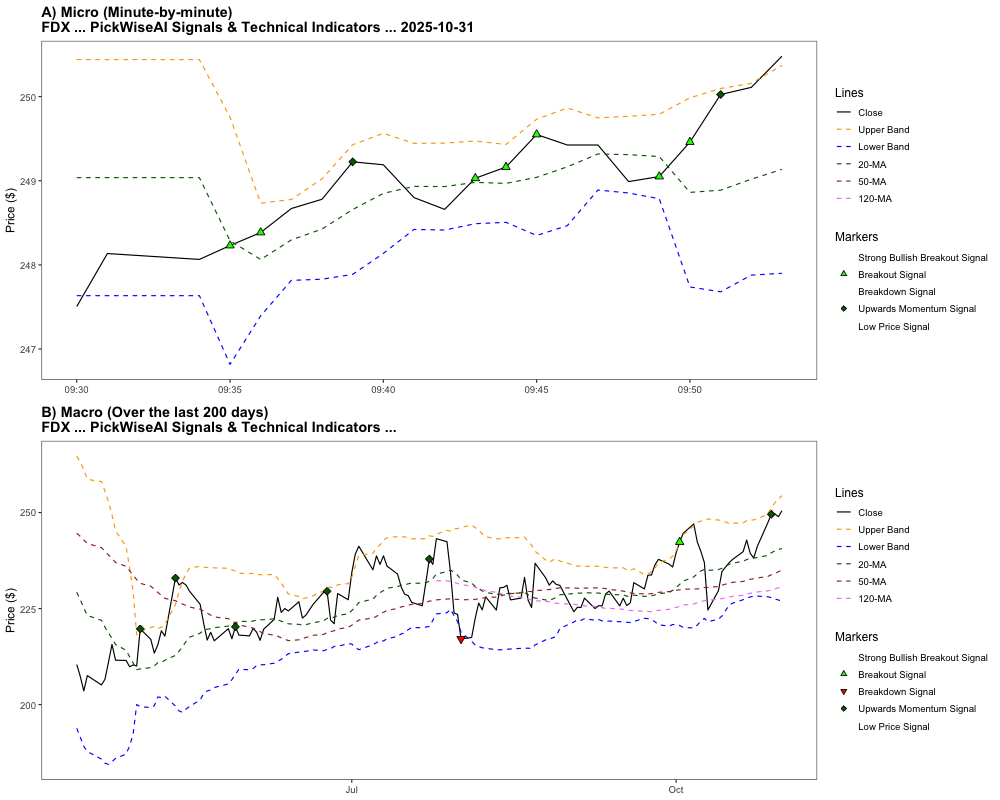 A) Micro (Minute-by-minute)
FDX ... PickWiseAI Signals & Technical Indicators ... 2025-10-31
Price ($)
250
249
248
247
09:30
09:35
09:40
09:45
09:50
Lines
Close
Upper Band
Lower Band
20-MA
50-MA
120-MA
Markers
Strong Bullish Breakout Signal
Breakout Signal
Breakdown Signal
Upwards Momentum Signal
Low Price Signal
B) Macro (Over the last 200 days)
FDX ... PickWiseAI Signals & Technical Indicators ...
Price ($)
250
225
200
Jul
Oct
Lines
Close
Upper Band
Lower Band
20-MA
50-MA
120-MA
Markers
Strong Bullish Breakout Signal
Breakout Signal
Breakdown Signal
Upwards Momentum Signal
Low Price Signal